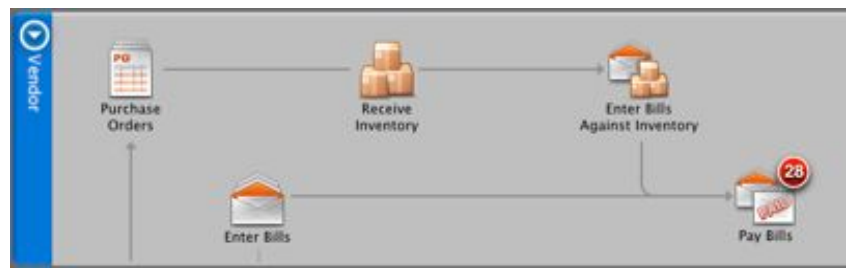 Vendor
PO
Purchase
Orders
Receive
Inventory
Enter Bills
Against Inventory
Enter Bills
28
PAID
Pay Bills